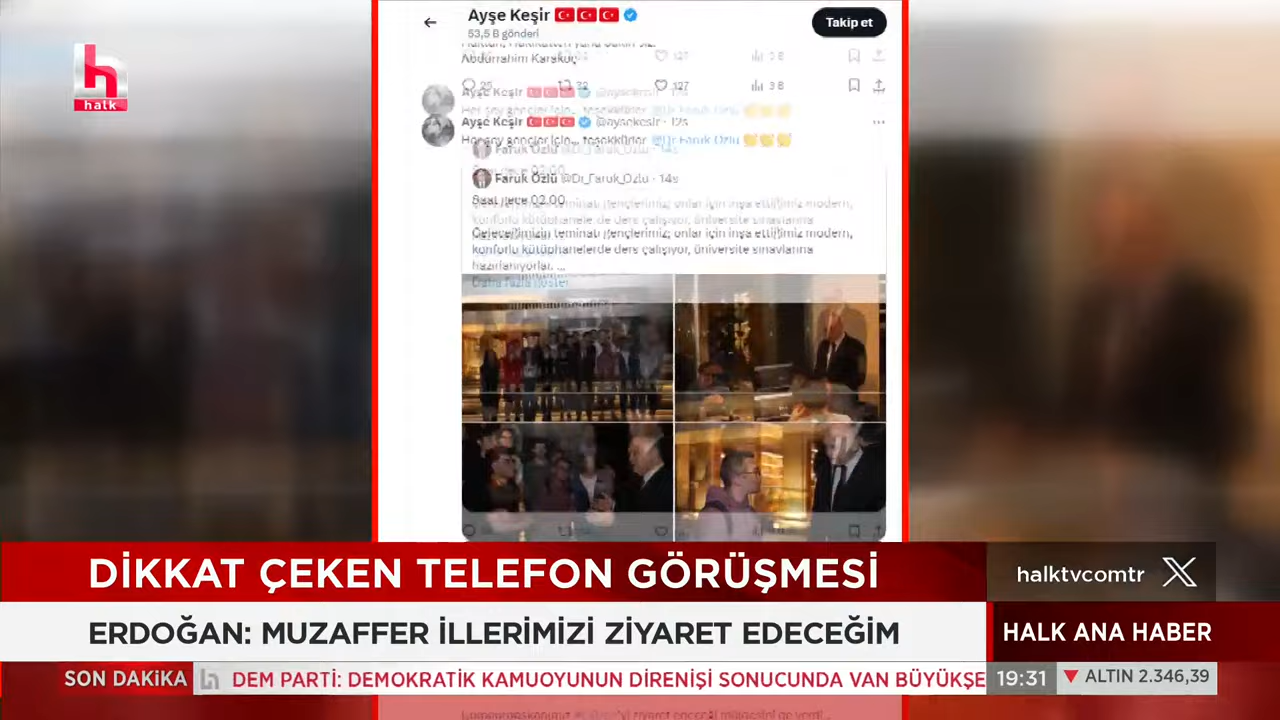 Ayşe Keşir
53,5 B gönderi
Takip et
Abdurrahim Karakoç
25 32 127 3 B
Ayşe Keşir @aysekesir · 12s
Her şey gençler için... teşekkürler @Dr_Faruk_Ozlu
Faruk Özlü @Dr_Faruk_Ozlu · 14s
Saat gece 02.00
Geleceğimizin teminatı gençlerimiz; onlar için inşa ettiğimiz modern,
konforlu kütüphanelerde ders çalışıyor, üniversite sınavlarına
hazırlanıyorlar. ...
Daha fazla göster
h
halk
DİKKAT ÇEKEN TELEFON GÖRÜŞMESİ
halktvcomtr X
ERDOĞAN: MUZAFFER İLLERİMİZİ ZİYARET EDECEĞİM
HALK ANA HABER
SON DAKİKA
DEM PARTİ: DEMOKRATİK KAMUOYUNUN DİRENİŞİ SONUCUNDA VAN BÜYÜKŞE
19:31
ALTIN 2.346,39